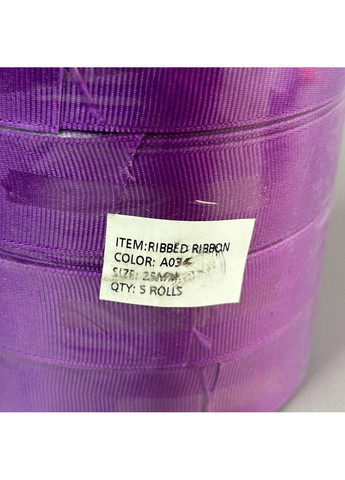 ITEM:RIBBED RIBBON
COLOR: A03
SIZE: 25MM
QTY: 5 ROLLS